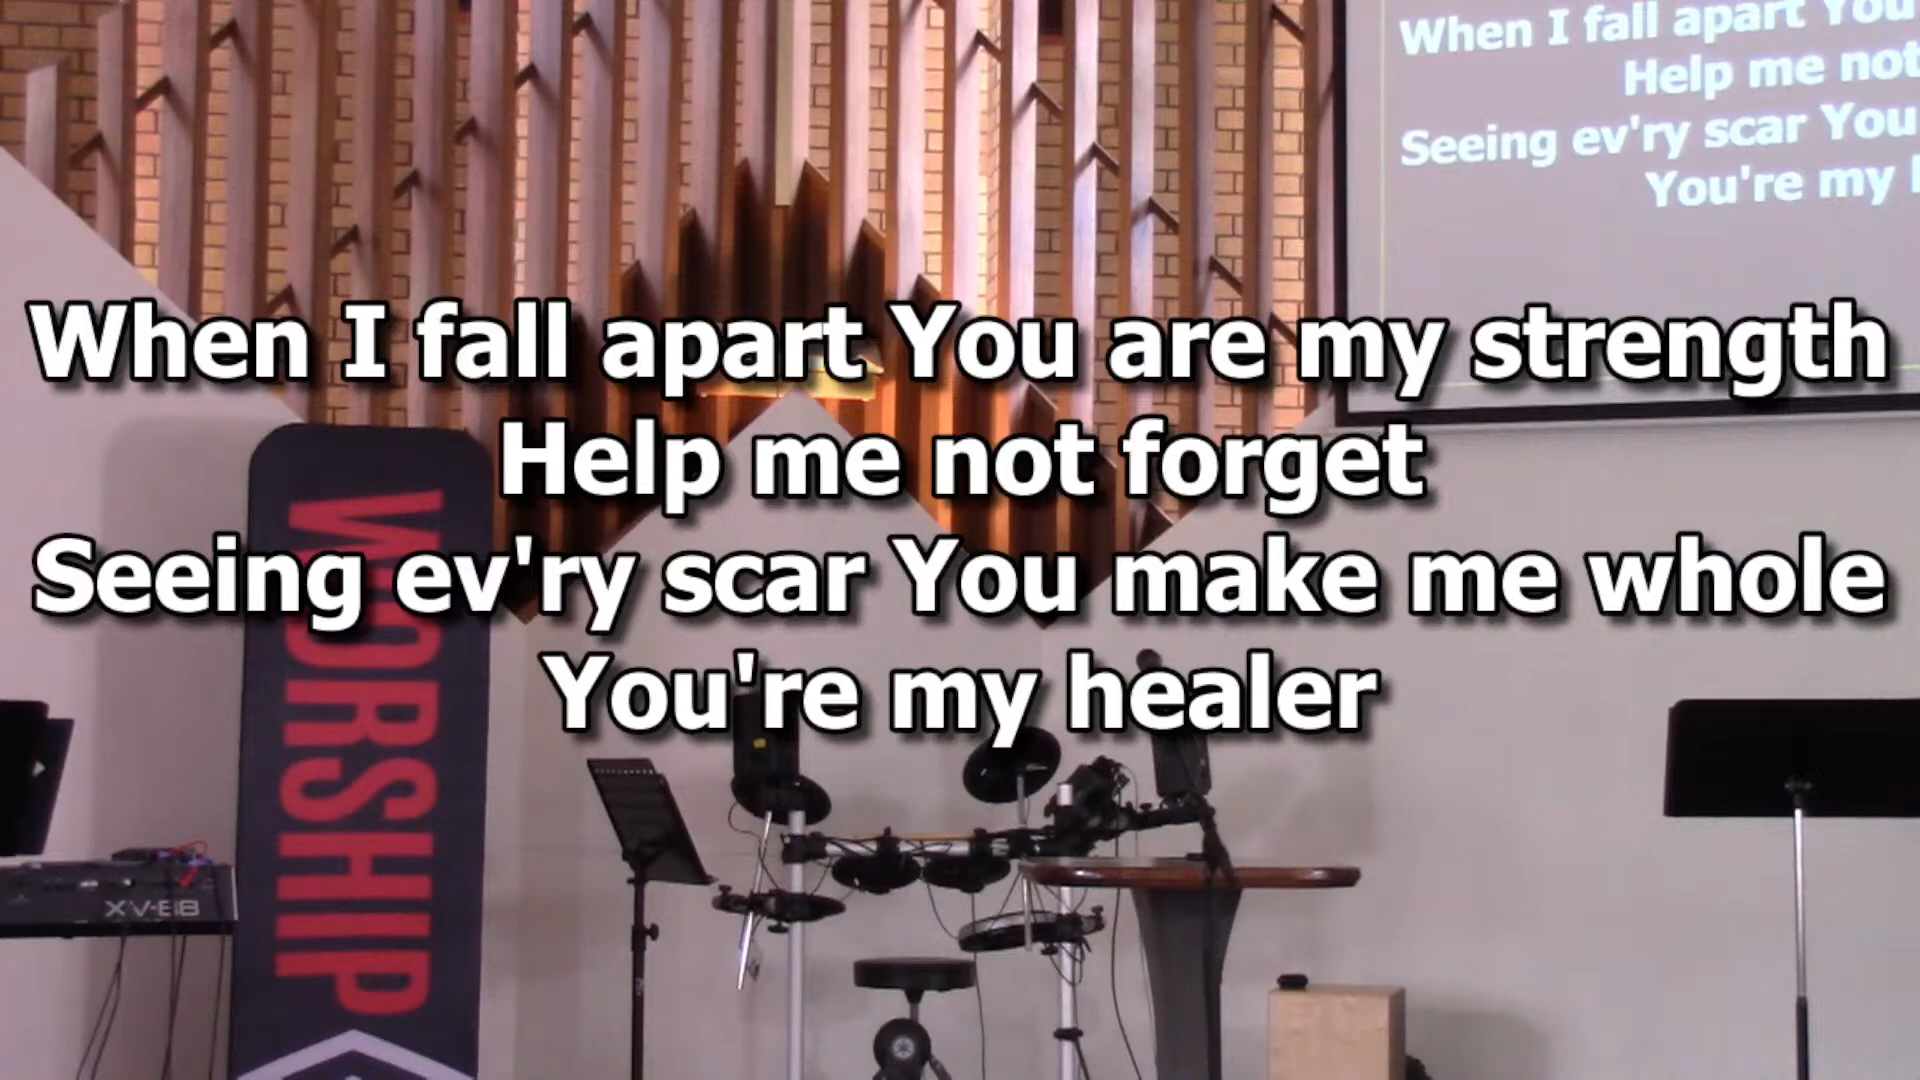 When I fall apart You
Help me not
Seeing ev'ry scar You
You're my
When I fall apart You are my strength
Help me not forget
Seeing ev'ry scar You make me whole
You're my healer
WORSHIP
XV-88